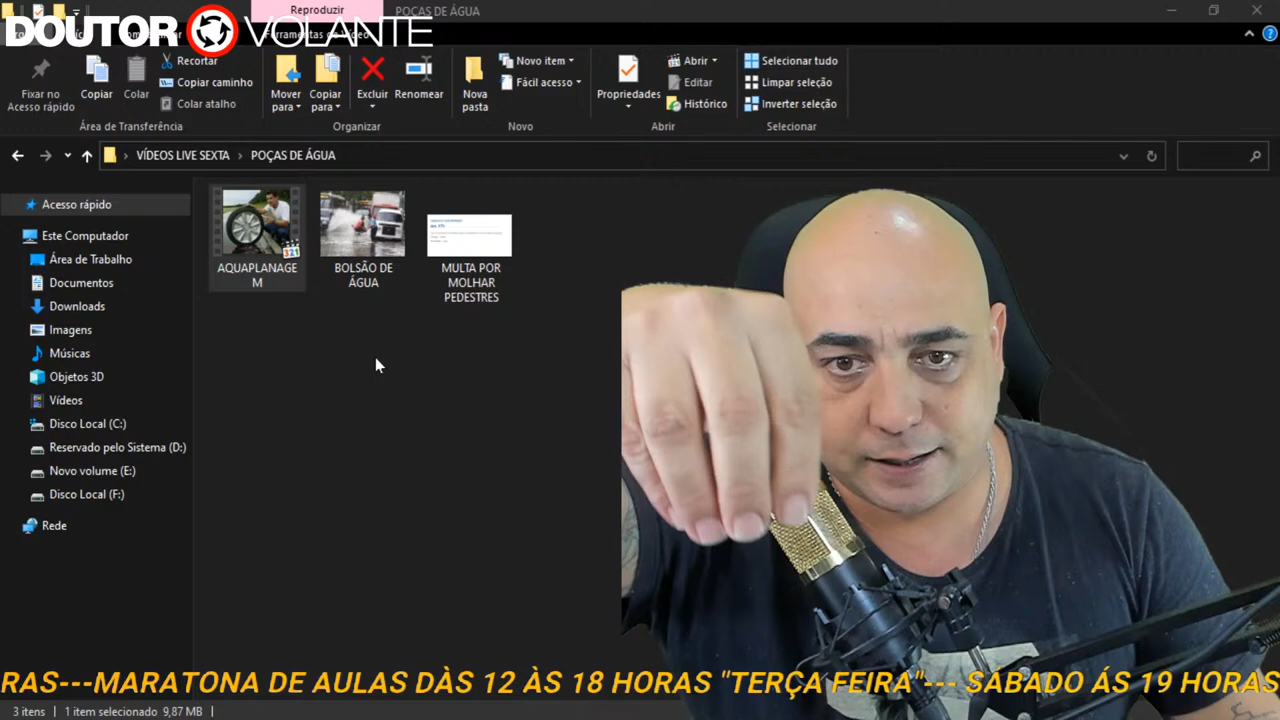 Reproduzir
POÇAS DE ÁGUA
DOUTOR VOLANTE
Recortar
Copiar caminho
Colar atalho
Fixar no
Acesso rápido
Copiar
Colar
Mover
para
Copiar
para
Excluir
Renomear
Nova
pasta
Novo item
Fácil acesso
Propriedades
Abrir
Editar
Histórico
Selecionar tudo
Limpar seleção
Inverter seleção
Área de Transferência
Organizar
Novo
Abrir
Selecionar
VÍDEOS LIVE SEXTA > POÇAS DE ÁGUA
Acesso rápido
Este Computador
Área de Trabalho
Documentos
Downloads
Imagens
Músicas
Objetos 3D
Vídeos
Disco Local (C:)
Reservado pelo Sistema (D:)
Novo volume (E:)
Disco Local (F:)
Rede
321
AQUAPLANAGE
M
BOLSÃO DE
ÁGUA
MULTA POR
MOLHAR
PEDESTRES
RAS---MARATONA DE AULAS DÀS 12 ÀS 18 HORAS "TERÇA FEIRA"--- SÁBADO ÁS 19 HORAS
3 itens
1 item selecionado 9,87 MB